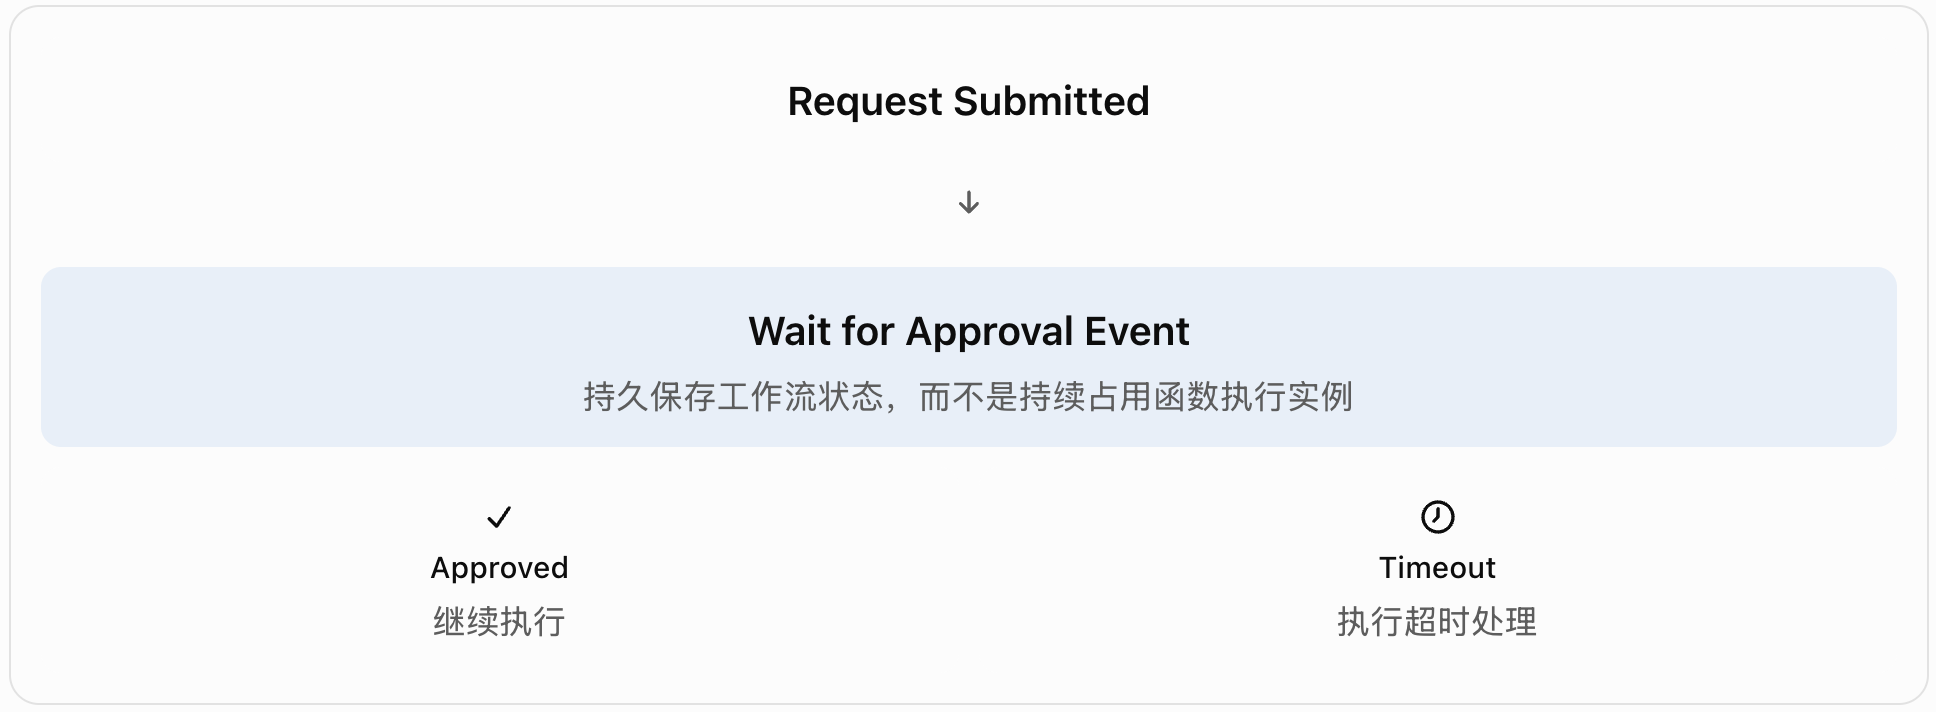 Request Submitted
Wait for Approval Event
持久保存工作流状态，而不是持续占用函数执行实例
Approved
Timeout
继续执行
执行超时处理